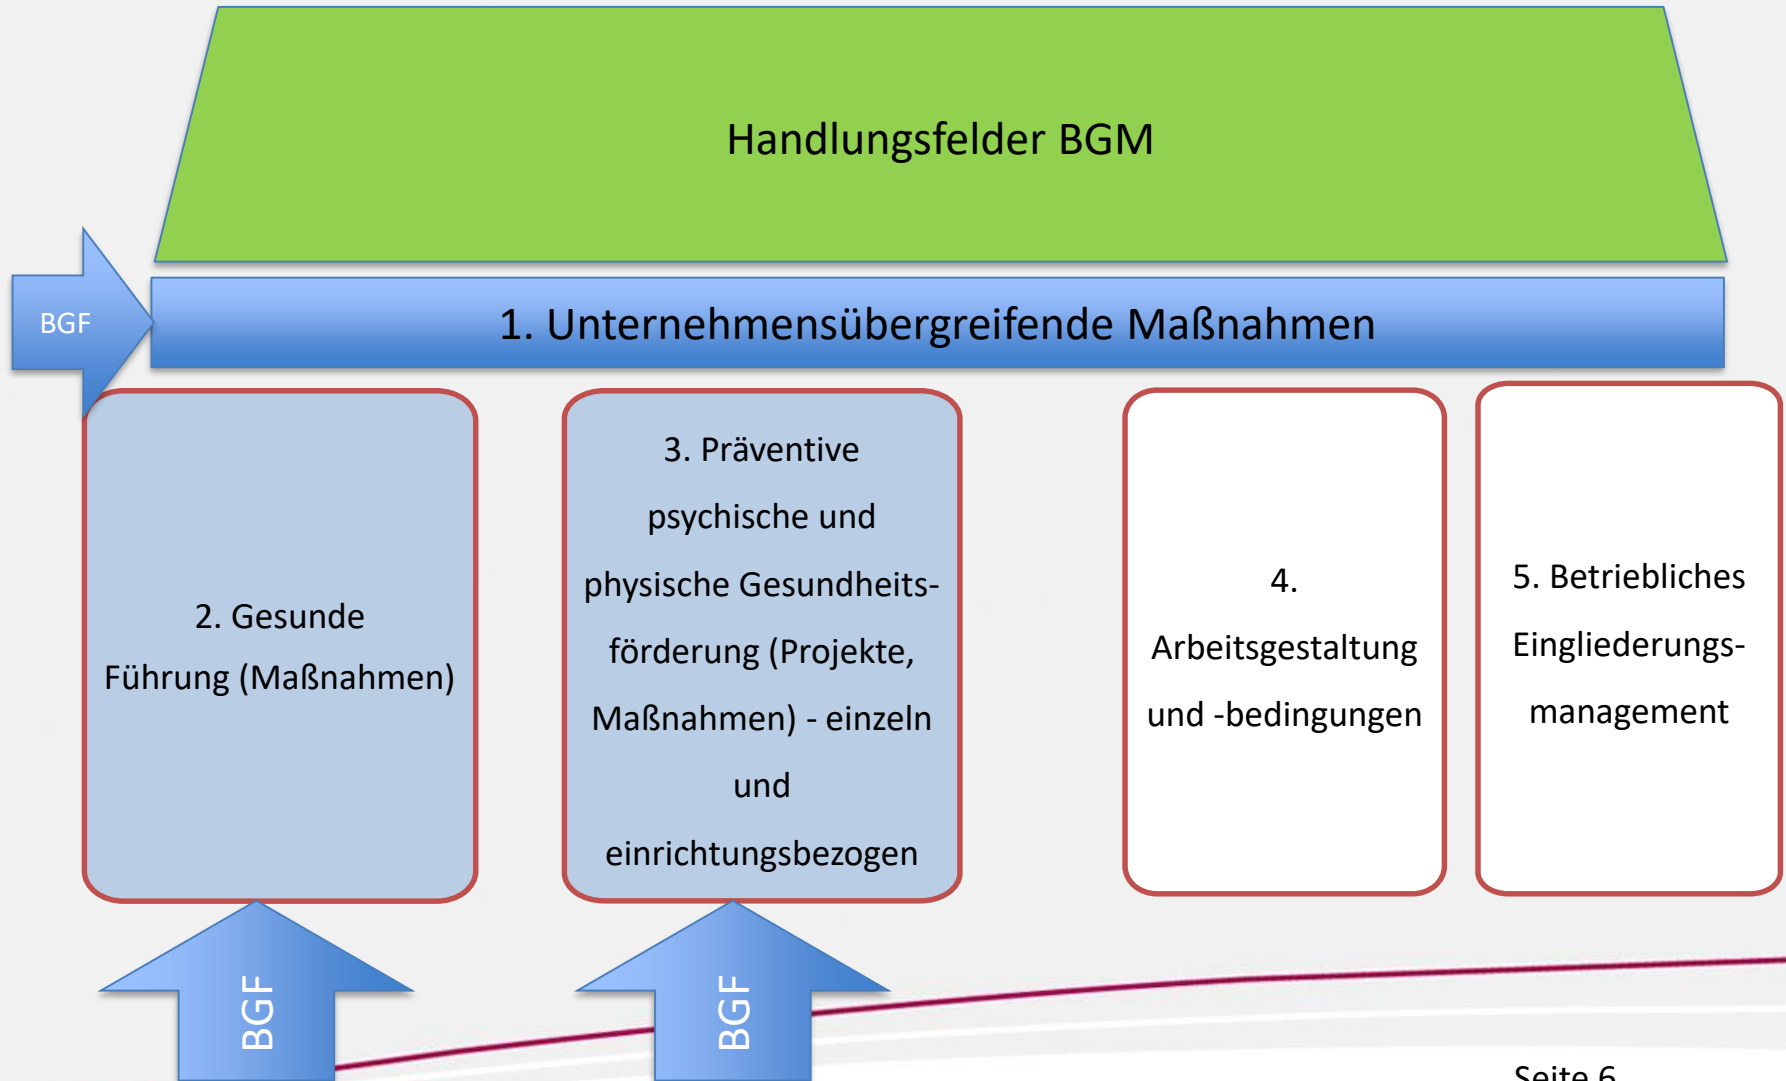 Handlungsfelder BGM
BGF
1. Unternehmensübergreifende Maßnahmen
2. Gesunde
Führung (Maßnahmen)
3. Präventive
psychische und
physische Gesundheits-
förderung (Projekte,
Maßnahmen) - einzeln
und
einrichtungsbezogen
4.
Arbeitsgestaltung
und -bedingungen
5. Betriebliches
Eingliederungs-
management
BGF
BGF
Seite 6